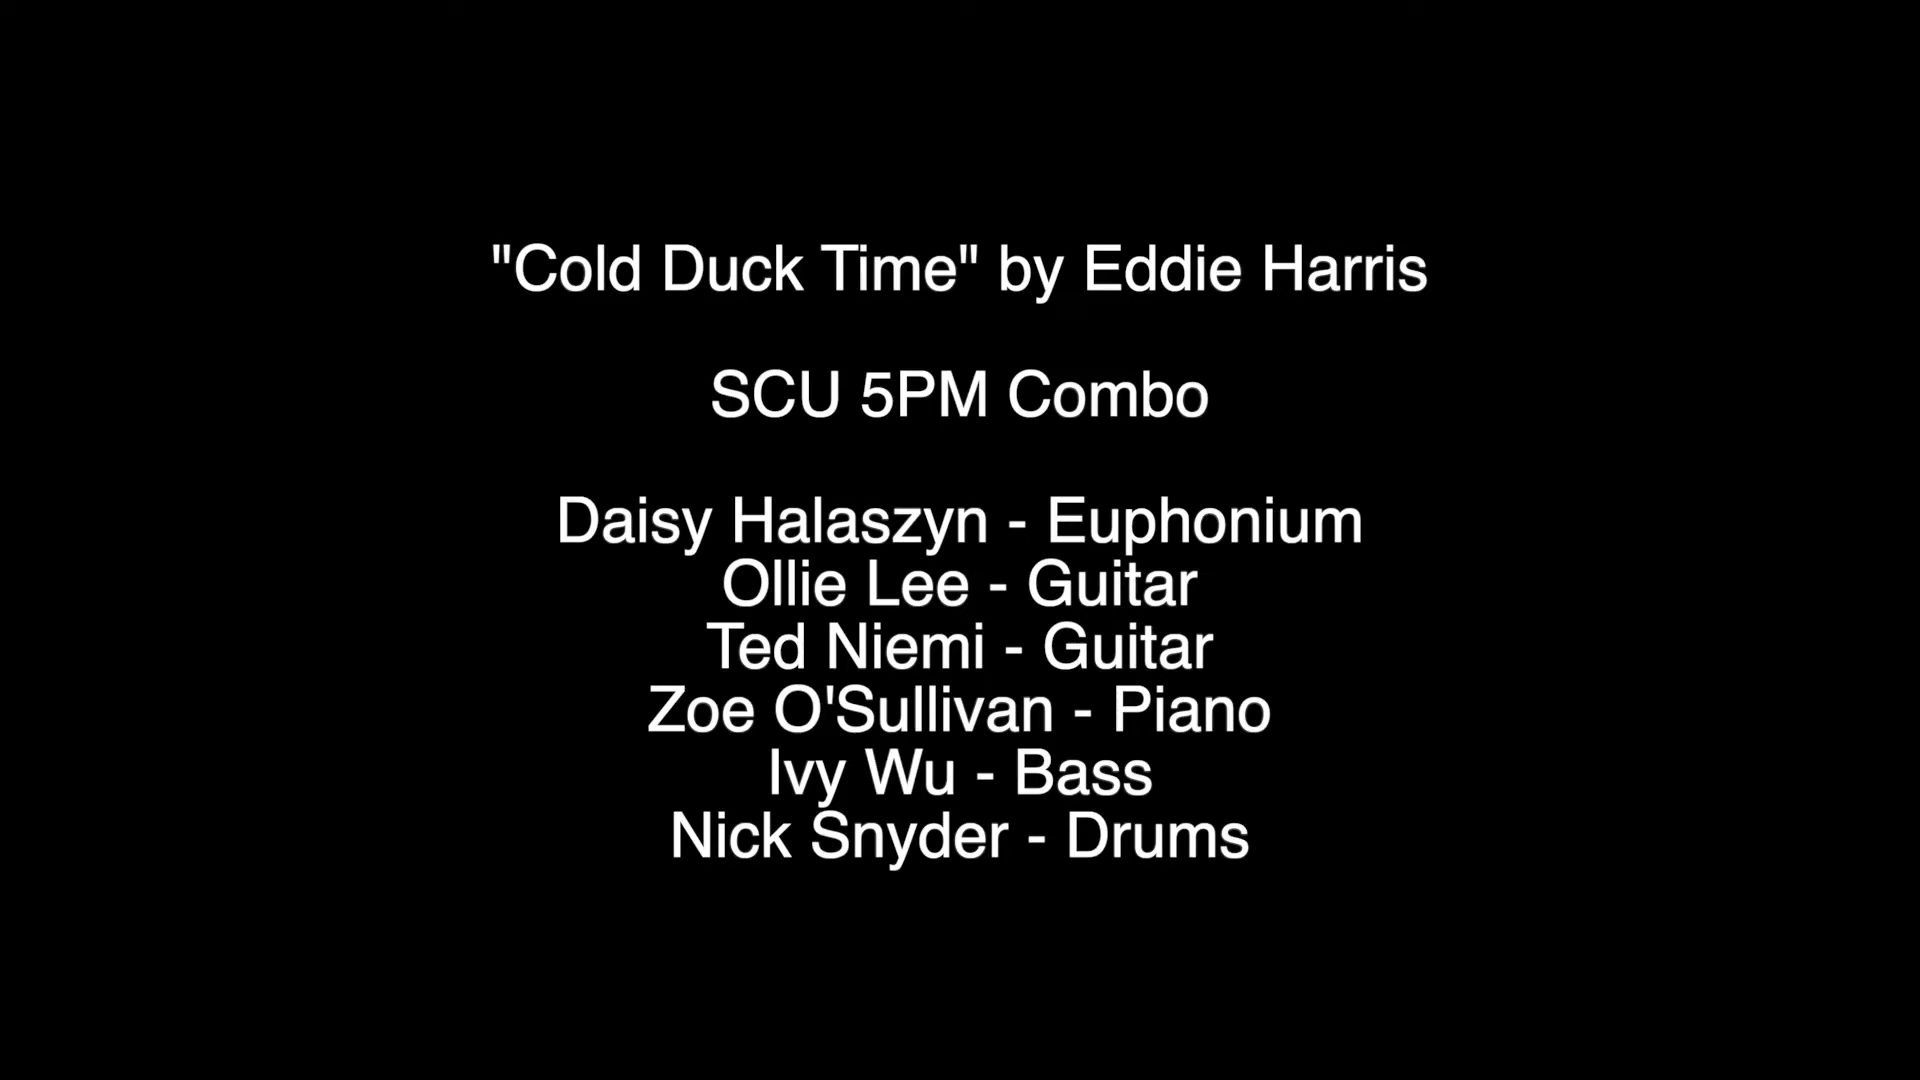 "Cold Duck Time" by Eddie Harris
SCU 5PM Combo
Daisy Halaszyn - Euphonium
Ollie Lee - Guitar
Ted Niemi - Guitar
Zoe O'Sullivan - Piano
Ivy Wu - Bass
Nick Snyder - Drums